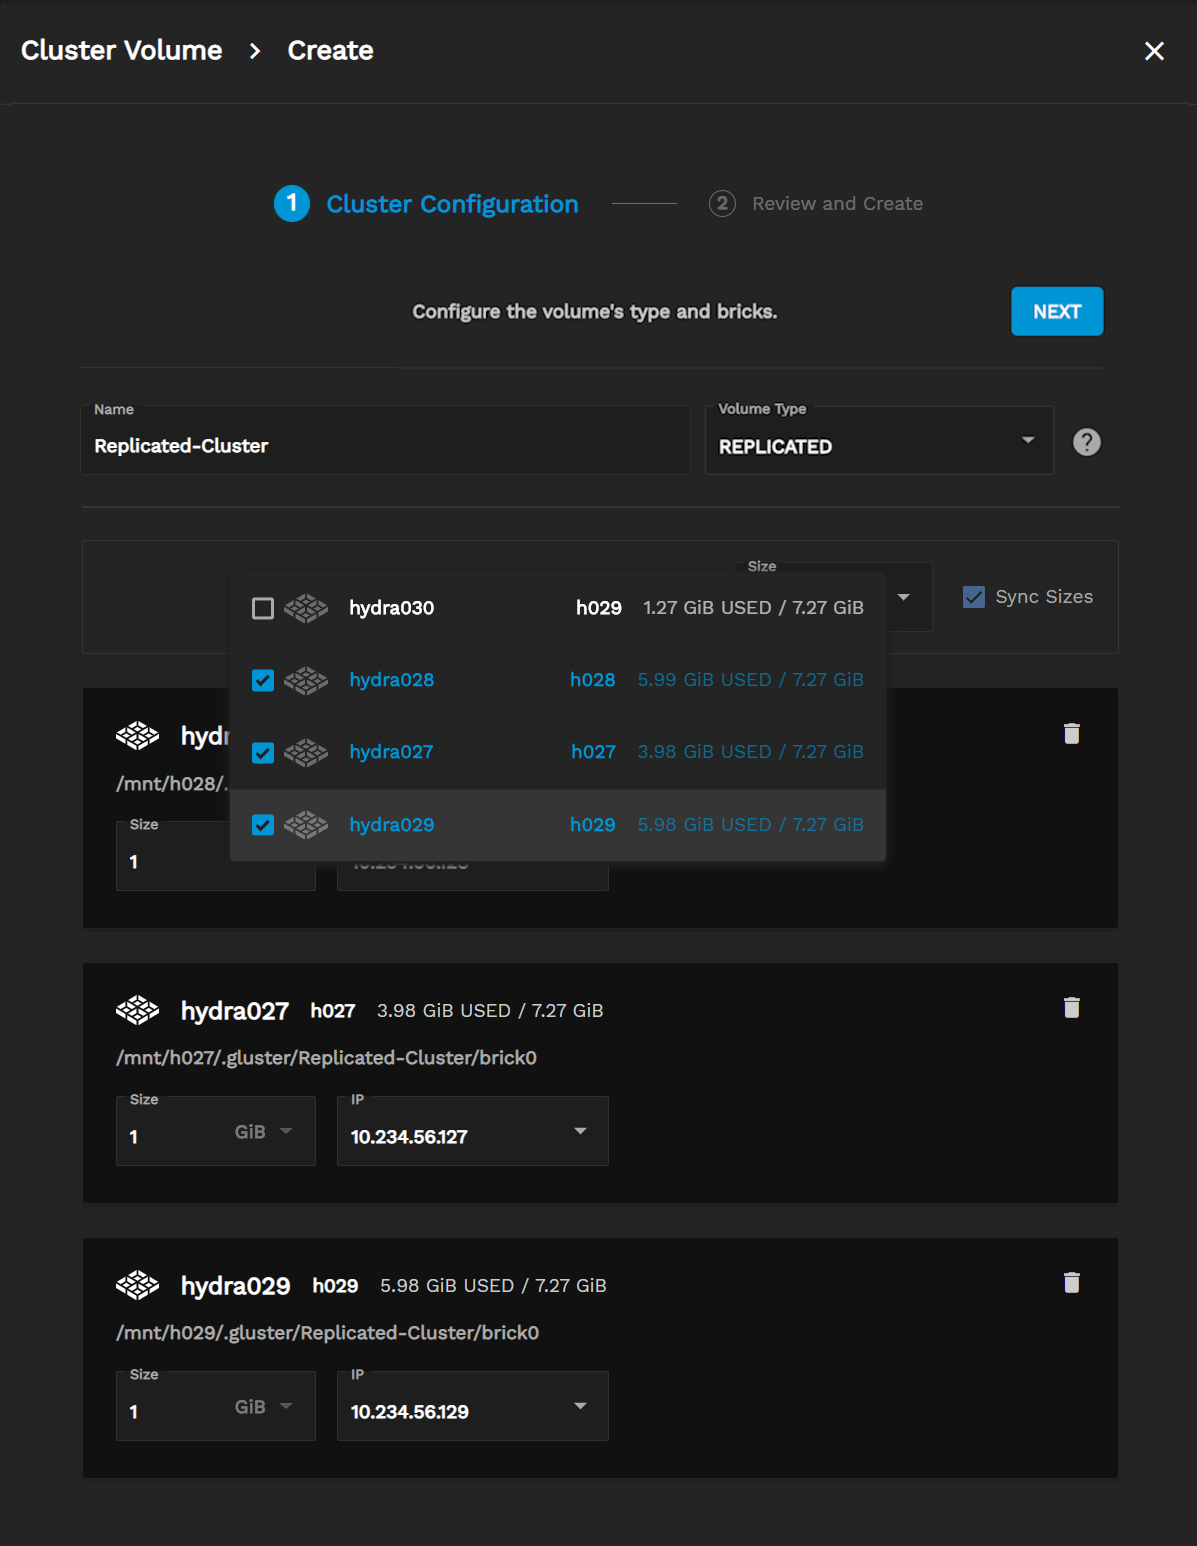 Cluster Volume > Create
1 Cluster Configuration 2 Review and Create
Configure the volume's type and bricks.
NEXT
Name
Replicated-Cluster
Volume Type
REPLICATED
?
Size
Sync Sizes
hydra030 h029 1.27 GiB USED / 7.27 GiB
hydra028 h028 5.99 GiB USED / 7.27 GiB
hydra027 h027 3.98 GiB USED / 7.27 GiB
hydra029 h029 5.98 GiB USED / 7.27 GiB
/mnt/h028/.
Size
1
hydra027 h027 3.98 GiB USED / 7.27 GiB
/mnt/h027/.gluster/Replicated-Cluster/brick0
Size IP
1 GiB 10.234.56.127
hydra029 h029 5.98 GiB USED / 7.27 GiB
/mnt/h029/.gluster/Replicated-Cluster/brick0
Size IP
1 GiB 10.234.56.129